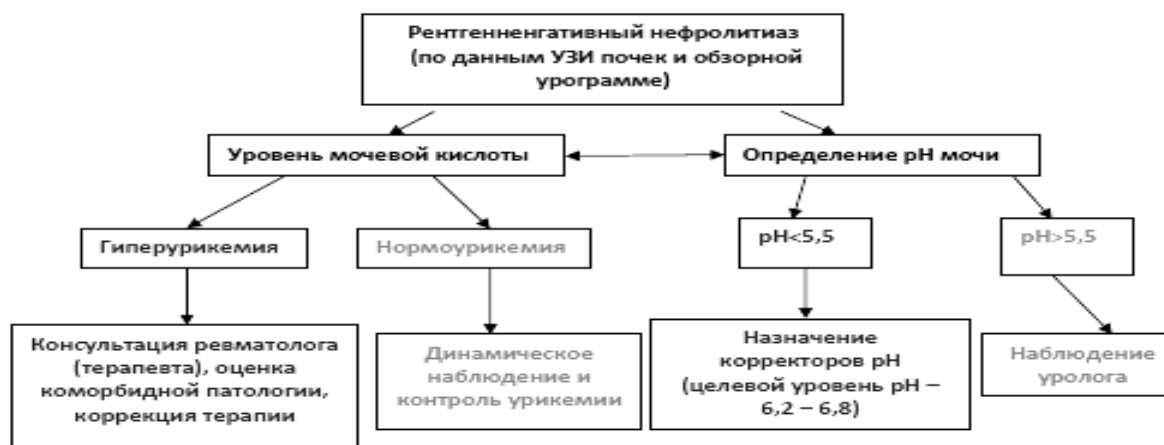 Рентгенненгативный нефролитиаз
(по данным УЗИ почек и обзорной
урограмме)
Уровень мочевой кислоты
Определение рН мочи
Гиперурикемия
Нормоурикемия
рН<5,5
рН>5,5
Консультация ревматолога
(терапевта), оценка
коморбидной патологии,
коррекция терапии
Динамическое
наблюдение и
контроль урикемии
Назначение
корректоров рН
(целевой уровень рН –
6,2 – 6,8)
Наблюдение
уролога